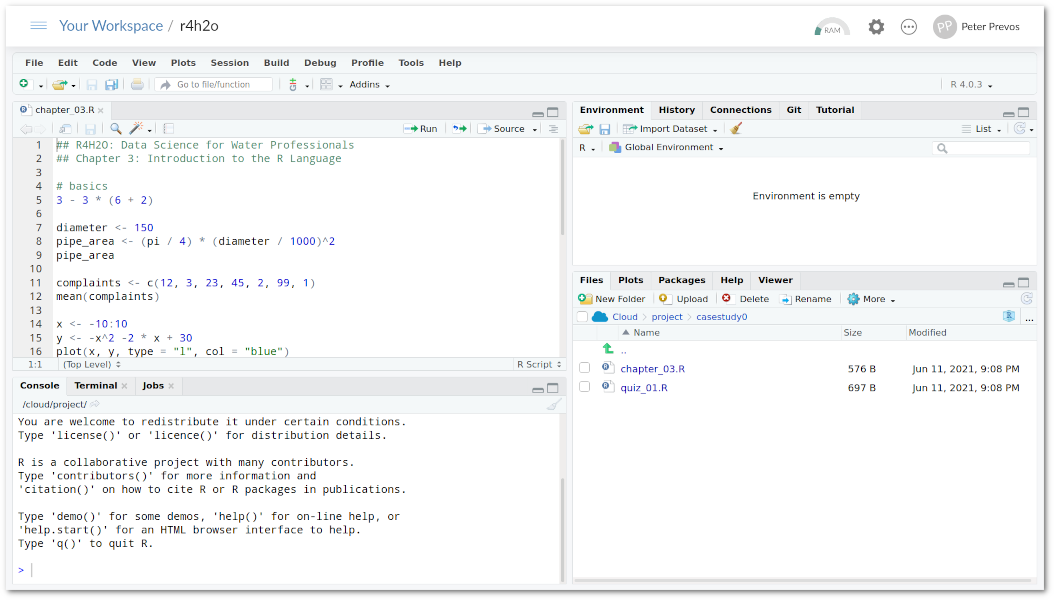 Your Workspace / r4h2o
RAM
PP Peter Prevos
File Edit Code View Plots Session Build Debug Profile Tools Help
Go to file/function Addins R 4.0.3
chapter_03.R
Run Source
1 ## R4H2O: Data Science for Water Professionals
2 ## Chapter 3: Introduction to the R Language
3
4 # basics
5 3 - 3 * (6 + 2)
6
7 diameter <- 150
8 pipe_area <- (pi / 4) * (diameter / 1000)^2
9 pipe_area
10
11 complaints <- c(12, 3, 23, 45, 2, 99, 1)
12 mean(complaints)
13
14 x <- -10:10
15 y <- -x^2 -2 * x + 30
16 plot(x, y, type = "l", col = "blue")
1:1 (Top Level) R Script
Console Terminal Jobs
/cloud/project/
You are welcome to redistribute it under certain conditions.
Type 'license()' or 'licence()' for distribution details.
R is a collaborative project with many contributors.
Type 'contributors()' for more information and
'citation()' on how to cite R or R packages in publications.
Type 'demo()' for some demos, 'help()' for on-line help, or
'help.start()' for an HTML browser interface to help.
Type 'q()' to quit R.
>
Environment History Connections Git Tutorial
Import Dataset List
R Global Environment
Environment is empty
Files Plots Packages Help Viewer
New Folder Upload Delete Rename More
Cloud > project > casestudy0 ...
Name Size Modified
..
chapter_03.R 576 B Jun 11, 2021, 9:08 PM
quiz_01.R 697 B Jun 11, 2021, 9:08 PM